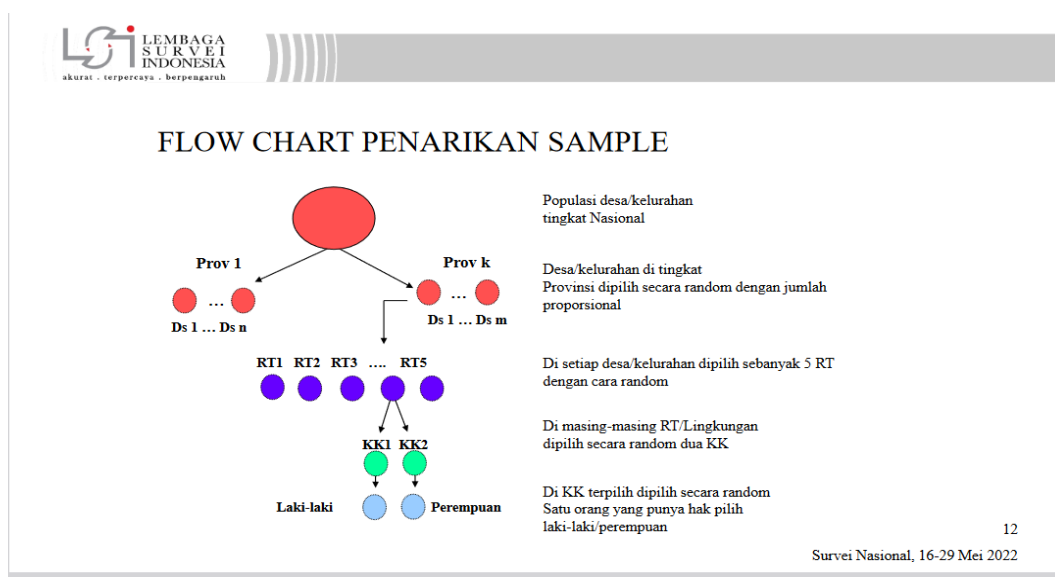 LSI LEMBAGA
SURVEI
INDONESIA
akurat . terpercaya . berpengaruh
FLOW CHART PENARIKAN SAMPLE
Populasi desa/kelurahan
tingkat Nasional
Prov 1
Prov k
Desa/kelurahan di tingkat
Provinsi dipilih secara random dengan jumlah
proporsional
...
...
Ds 1 ... Ds n
Ds 1 ... Ds m
RT1 RT2 RT3 .... RT5
Di setiap desa/kelurahan dipilih sebanyak 5 RT
dengan cara random
Di masing-masing RT/Lingkungan
dipilih secara random dua KK
KK1 KK2
Di KK terpilih dipilih secara random
Satu orang yang punya hak pilih
laki-laki/perempuan
Laki-laki
Perempuan
12
Survei Nasional, 16-29 Mei 2022